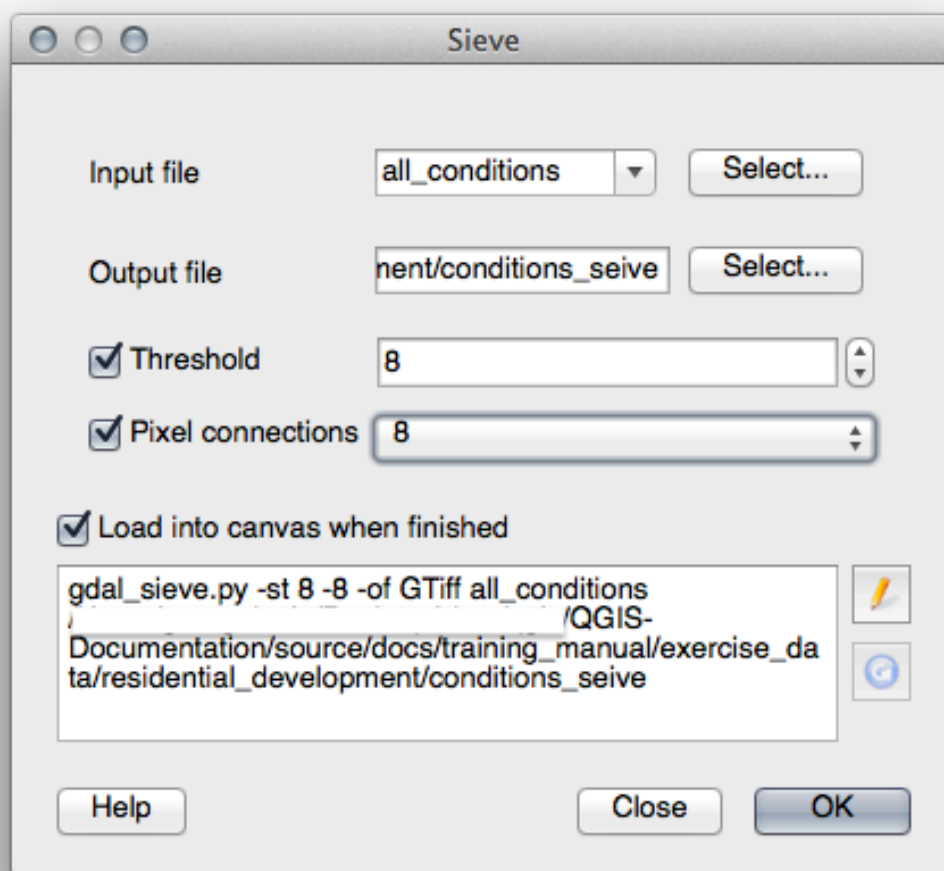 Sieve
Input file all_conditions Select...
Output file nent/conditions_seive Select...
Threshold 8
Pixel connections 8
Load into canvas when finished
gdal_sieve.py -st 8 -8 -of GTiff all_conditions
/QGIS-
Documentation/source/docs/training_manual/exercise_da
ta/residential_development/conditions_seive
Help Close OK